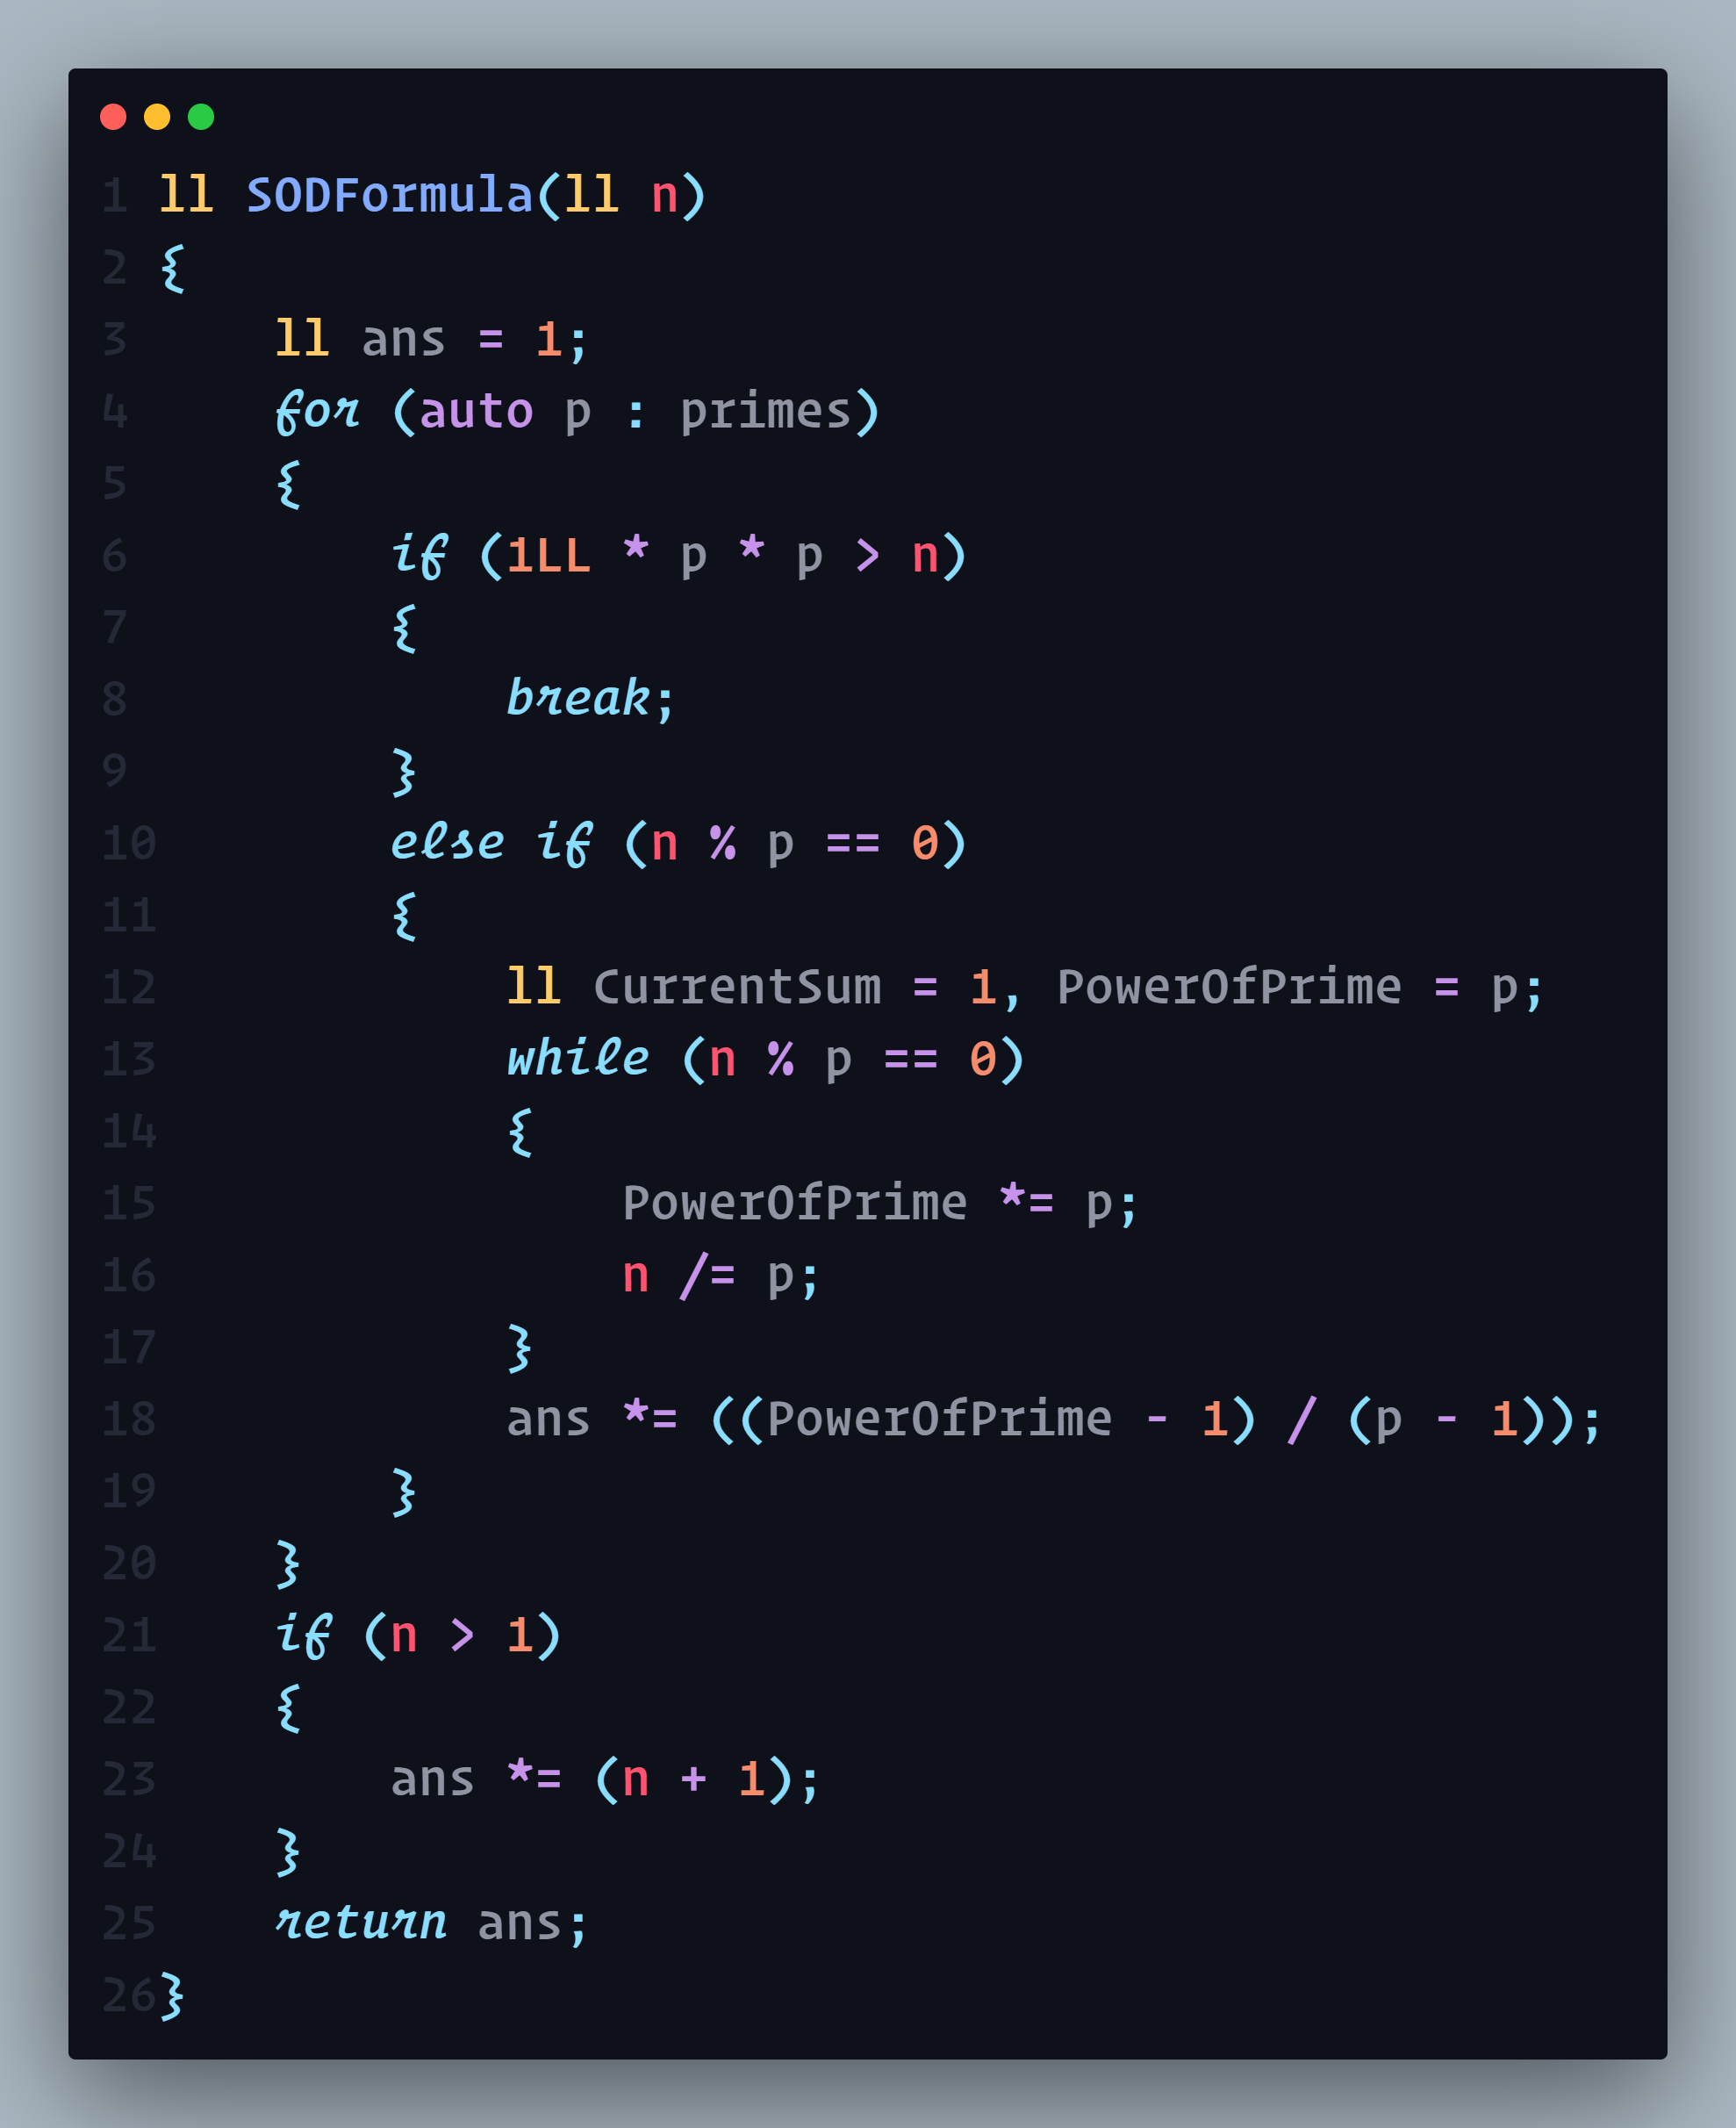 1 ll SODFormula(ll n)
2 {
3     ll ans = 1;
4     for (auto p : primes)
5     {
6         if (1LL * p * p > n)
7         {
8             break;
9         }
10         else if (n % p == 0)
11         {
12             ll CurrentSum = 1, PowerOfPrime = p;
13             while (n % p == 0)
14             {
15                 PowerOfPrime *= p;
16                 n /= p;
17             }
18             ans *= ((PowerOfPrime - 1) / (p - 1));
19         }
20     }
21     if (n > 1)
22     {
23         ans *= (n + 1);
24     }
25     return ans;
26 }